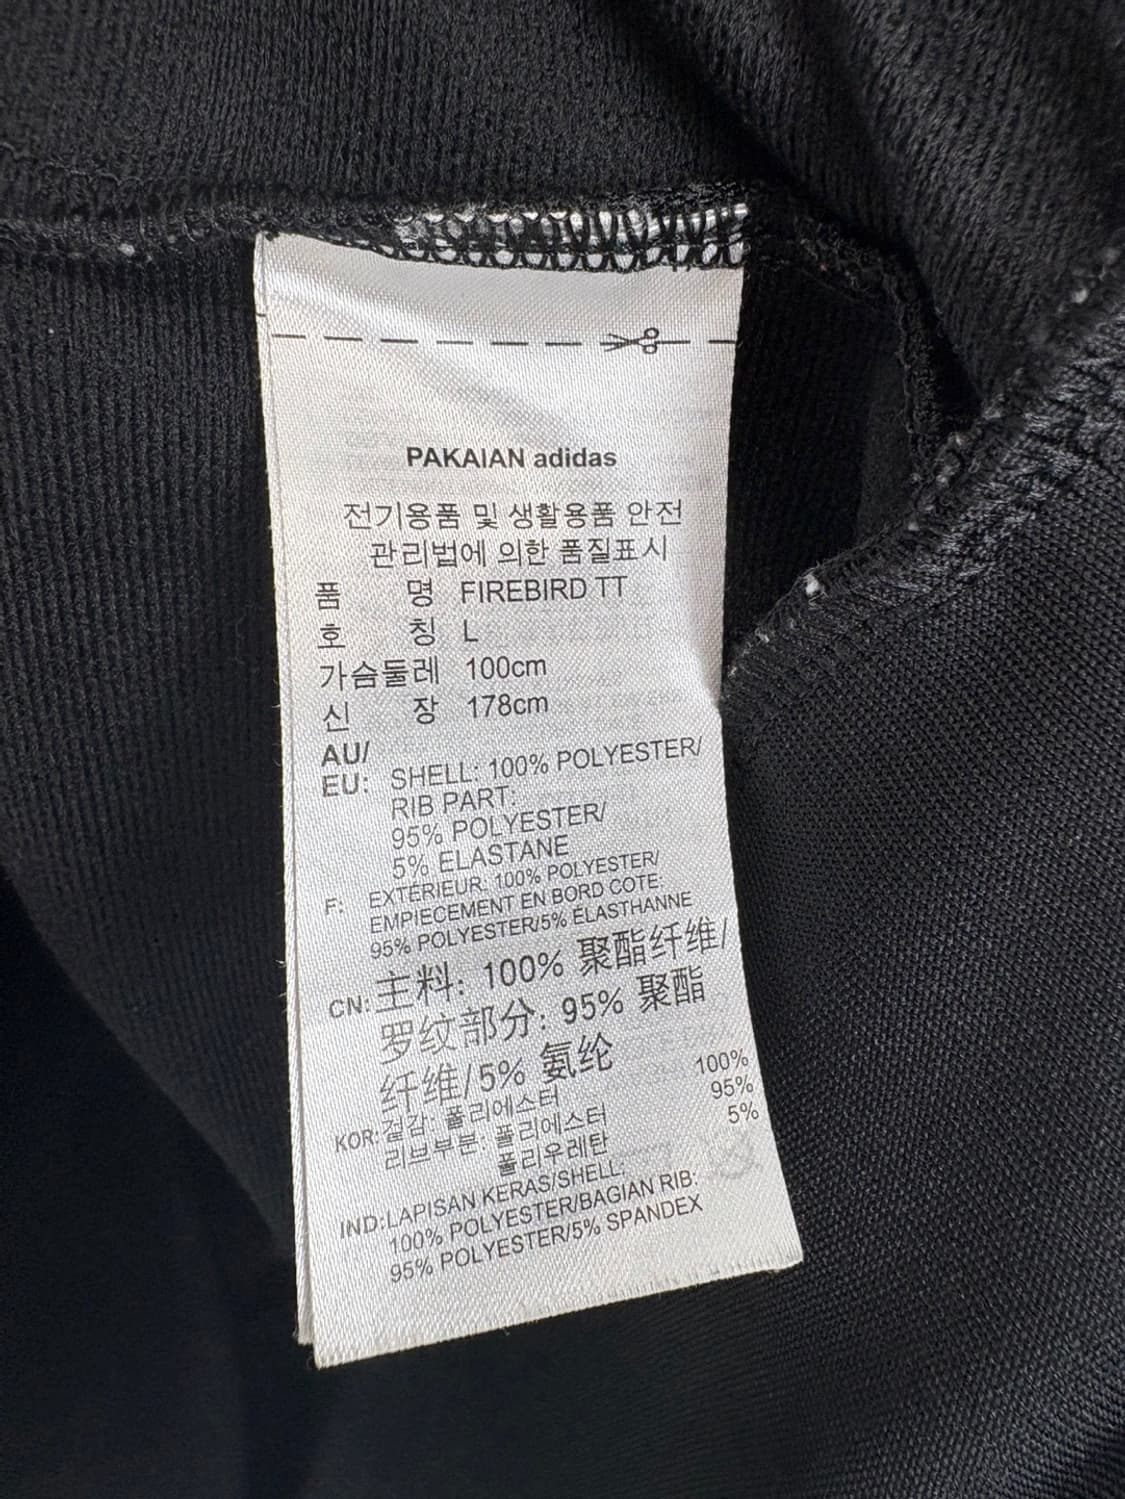 PAKAIAN adidas
전기용품 및 생활용품 안전
관리법에 의한 품질표시
품 명 FIREBIRD TT
호 칭 L
가슴둘레 100cm
신 장 178cm
AU/
EU: SHELL: 100% POLYESTER/
RIB PART:
95% POLYESTER/
5% ELASTANE
F: EXTÉRIEUR: 100% POLYESTER/
EMPIECEMENT EN BORD COTE:
95% POLYESTER/5% ÉLASTHANNE
CN: 主料: 100% 聚酯纤维/
罗纹部分: 95% 聚酯
纤维/5% 氨纶
KOR: 겉감: 폴리에스터 100%
리브부분: 폴리에스터 95%
폴리우레탄 5%
IND: LAPISAN KERAS/SHELL:
100% POLYESTER/BAGIAN RIB:
95% POLYESTER/5% SPANDEX